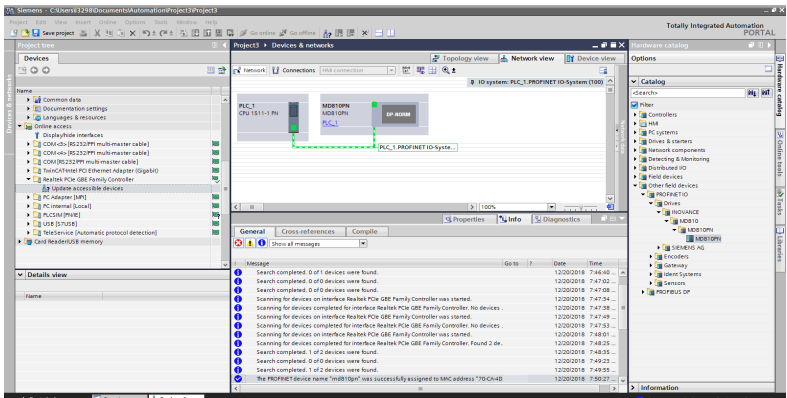 Siemens - C:\Users\i3298\Documents\Automation\Project3\Project3
Project Edit View Insert Online Options Tools Window Help
Totally Integrated Automation
PORTAL
Save project
Go online
Go offline
Project tree
Devices
Name
Common data
Documentation settings
Languages & resources
Online access
Display/hide interfaces
COM <3> [RS232/PPI multi-master cable]
COM <4> [RS232/PPI multi-master cable]
COM [RS232/PPI multi-master cable]
TwinCAT-Intel PCI Ethernet Adapter (Gigabit)
Realtek PCIe GBE Family Controller
Update accessible devices
PC Adapter [MPI]
PC internal [Local]
PLCSIM [PN/IE]
USB [S7USB]
TeleService [Automatic protocol detection]
Card Reader/USB memory
Details view
Name
Devices & networks
Project3 › Devices & networks
Topology view
Network view
Device view
Network
Connections
HMI connection
IO system: PLC_1.PROFINET IO-System (100)
PLC_1
CPU 1511-1 PN
MD810PN
MD810PN
PLC_1
DP-NORM
PLC_1.PROFINET IO-Syste...
100%
Properties
Info
Diagnostics
General
Cross-references
Compile
Show all messages
! Message Go to ? Date Time
Search completed. 0 of 1 devices were found. 12/20/2018 7:46:40 ...
Search completed. 0 of 0 devices were found. 12/20/2018 7:47:02 ...
Search completed. 0 of 0 devices were found. 12/20/2018 7:47:08 ...
Scanning for devices on interface Realtek PCIe GBE Family Controller was started. 12/20/2018 7:47:34 ...
Scanning for devices completed for interface Realtek PCIe GBE Family Controller. No devices . 12/20/2018 7:47:58 ...
Scanning for devices on interface Realtek PCIe GBE Family Controller was started. 12/20/2018 7:47:49 ...
Scanning for devices completed for interface Realtek PCIe GBE Family Controller. No devices . 12/20/2018 7:47:53 ...
Scanning for devices on interface Realtek PCIe GBE Family Controller was started. 12/20/2018 7:48:01 ...
Scanning for devices completed for interface Realtek PCIe GBE Family Controller. Found 2 de.. 12/20/2018 7:48:25 ...
Search completed. 1 of 2 devices were found. 12/20/2018 7:48:35 ...
Search completed. 0 of 0 devices were found. 12/20/2018 7:49:23 ...
Search completed. 1 of 2 devices were found. 12/20/2018 7:49:55 ...
The PROFINET device name "md810pn" was successfully assigned to MAC address "70-CA-4D 12/20/2018 7:50:27 ...
Hardware catalog
Options
Catalog
<Search>
Filter
Controllers
HMI
PC systems
Drives & starters
Network components
Detecting & Monitoring
Distributed I/O
Field devices
Other field devices
PROFINET IO
Drives
INOVANCE
MD810
MD810PN
MD810PN
SIEMENS AG
Encoders
Gateway
Ident Systems
Sensors
PROFIBUS DP
Information
Hardware catalog
Online tools
Tasks
Libraries